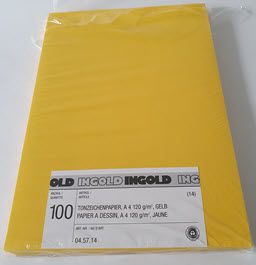 OLD INGOLD INGOLD ING
100
TONZEICHENPAPIER, A 4 120 g/m², GELB
PAPIER A DESSIN, A 4 120 g/m², JAUNE
(14)
04.57.14